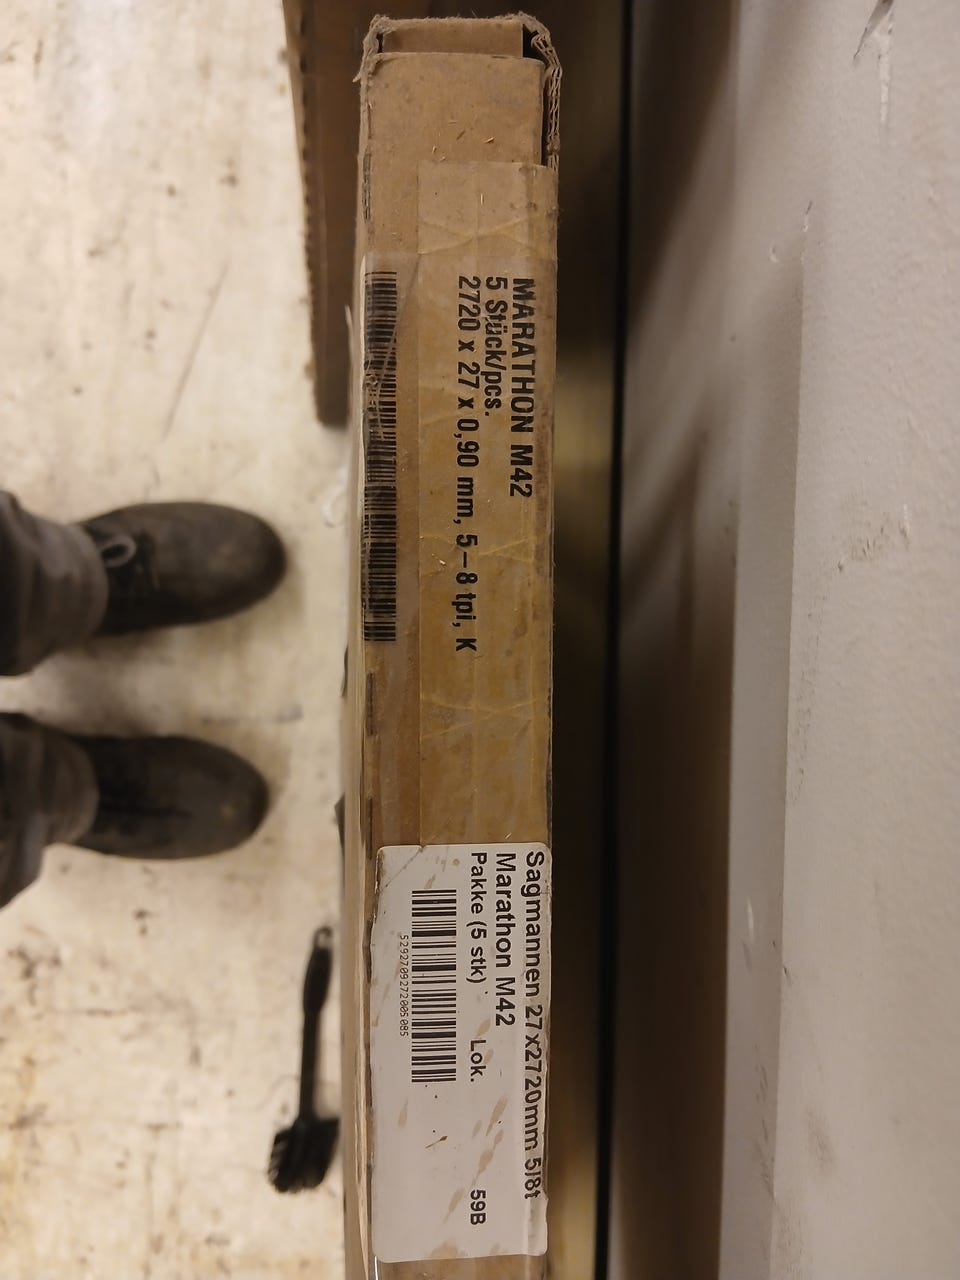 MARATHON M42
5 Stück/pcs.
2720 x 27 x 0,90 mm, 5–8 tpi, K
Sagmannen 27x2720mm 5/8t
Marathon M42
Pakke (5 stk) Lok. 59B
5292709272005085